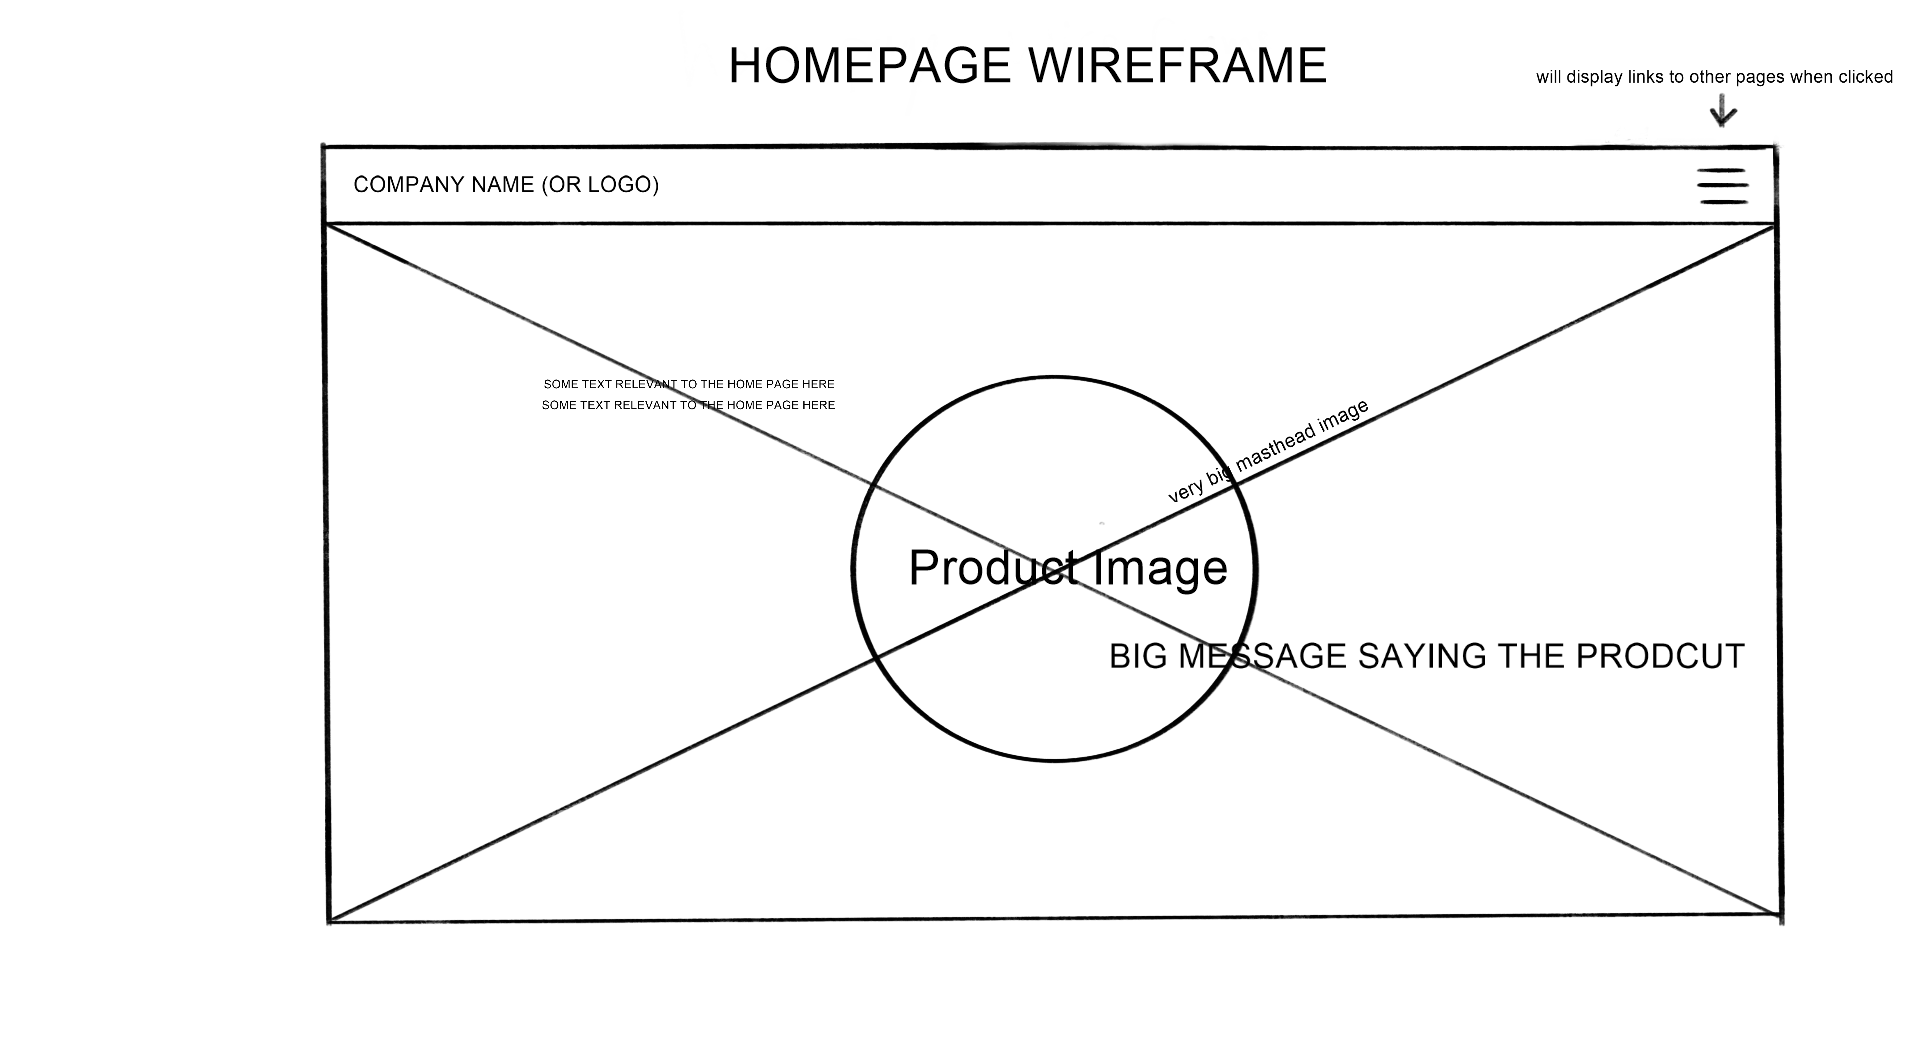 HOMEPAGE WIREFRAME
will display links to other pages when clicked
COMPANY NAME (OR LOGO)
SOME TEXT RELEVANT TO THE HOME PAGE HERE
SOME TEXT RELEVANT TO THE HOME PAGE HERE
very big masthead image
Product Image
BIG MESSAGE SAYING THE PRODCUT